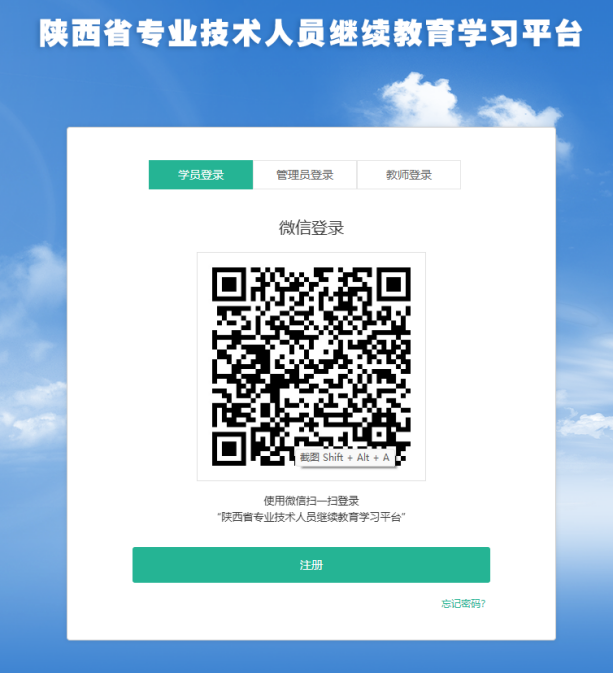 陕西省专业技术人员继续教育学习平台
学员登录 管理员登录 教师登录
微信登录
截图 Shift + Alt + A
使用微信扫一扫登录
“陕西省专业技术人员继续教育学习平台”
注册
忘记密码?